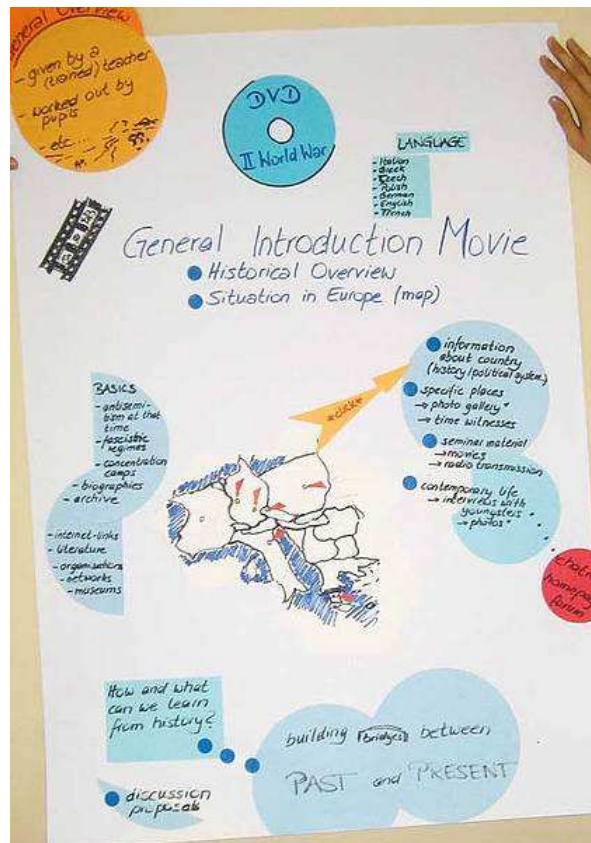 General Overview
- given by a
(trained) teacher
- worked out by
pupils
- etc...
DVD
II World War
LANGUAGE
- Italian
- Greek
- Czech
- Polish
- German
- English
- French
General Introduction Movie
Historical Overview
Situation in Europe (map)
information
about country
(history/political system)
specific places
→ photo gallery"
→ time witnesses
seminar material
→ movies
→ radio transmission
contemporary life
→ interviews with
youngsters
→ photos"
"click"
BASICS
- antisemi-
tism at that
time
- fascistic
regimes
- concentration
camps
- biographies
- archive
- internet-links
- literature
- organisations
- networks
- museums
chat
homepage
forum
How and what
can we learn
from history?
discussion
proposals
building bridges between
PAST and PRESENT